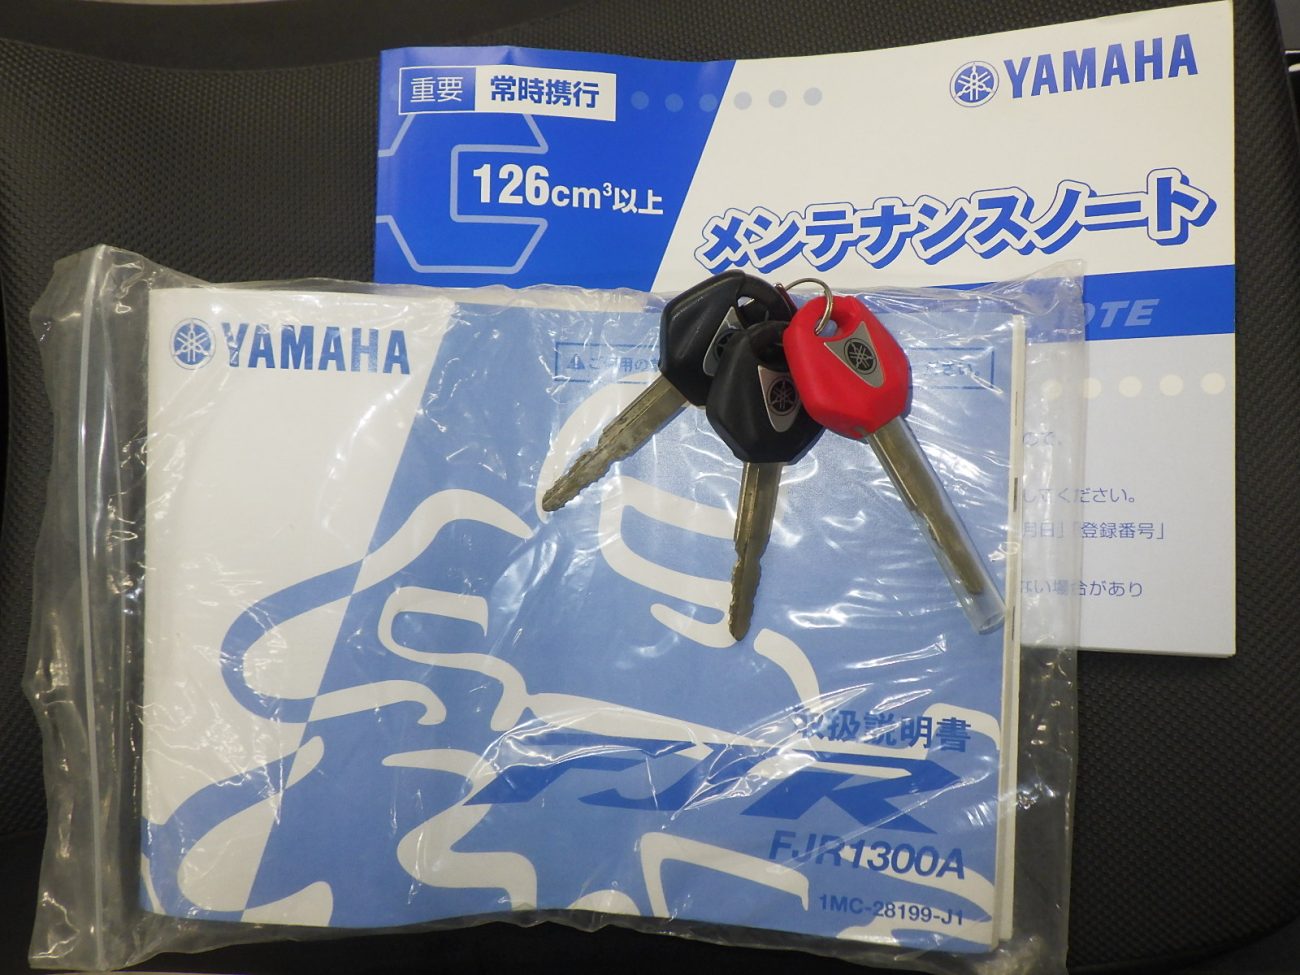 重要 常時携行
YAMAHA
126cm³以上
メンテナンスノート
OTE
YAMAHA
してください。
月日」「登録番号」
ない場合があり
取扱説明書
FJR
FJR1300A
1MC-28199-J1